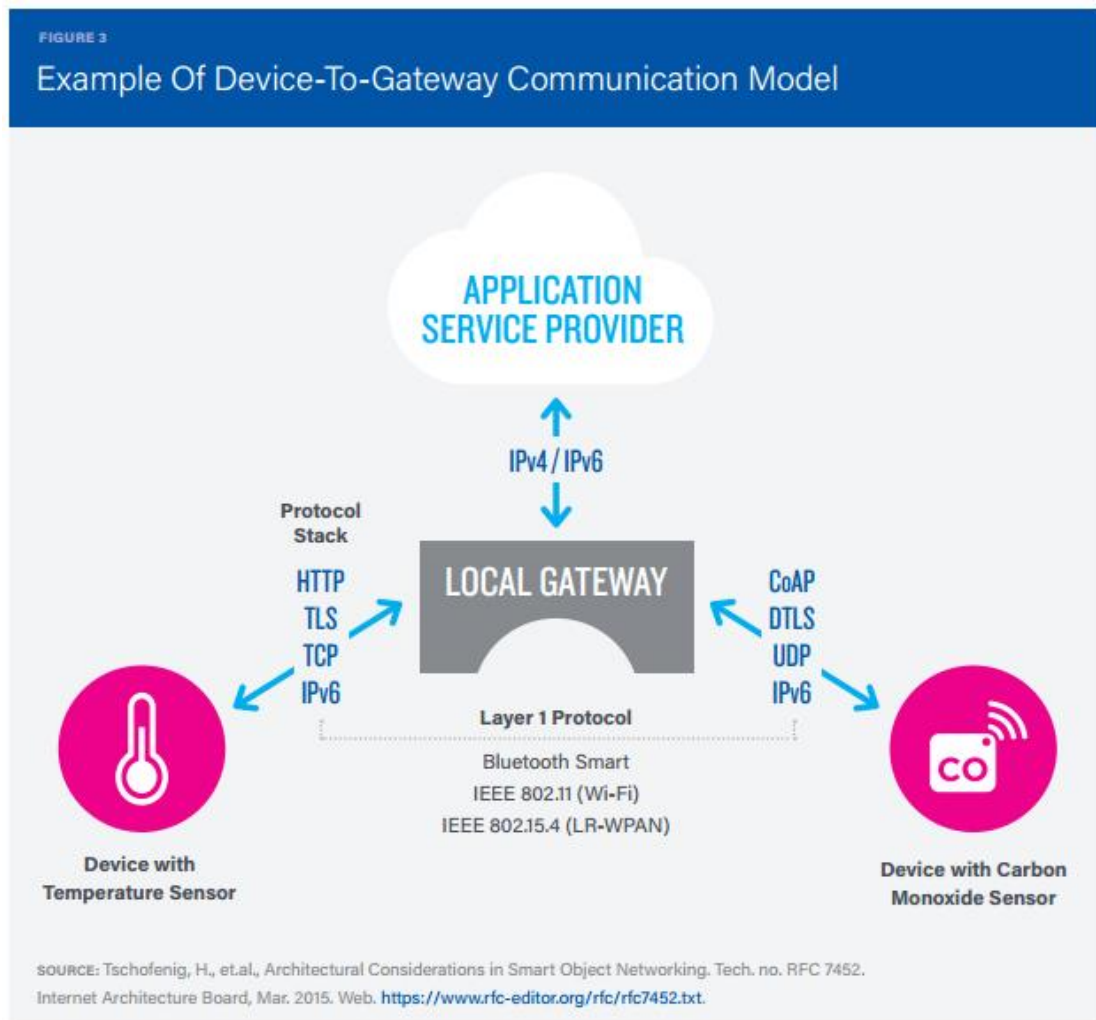 FIGURE 3
Example Of Device-To-Gateway Communication Model
APPLICATION
SERVICE PROVIDER
IPv4 / IPv6
Protocol
Stack
HTTP
TLS
TCP
IPv6
LOCAL GATEWAY
CoAP
DTLS
UDP
IPv6
Layer 1 Protocol
Bluetooth Smart
IEEE 802.11 (Wi-Fi)
IEEE 802.15.4 (LR-WPAN)
CO
Device with
Temperature Sensor
Device with Carbon
Monoxide Sensor
SOURCE: Tschofenig, H., et.al., Architectural Considerations in Smart Object Networking. Tech. no. RFC 7452.
Internet Architecture Board, Mar. 2015. Web. https://www.rfc-editor.org/rfc/rfc7452.txt.